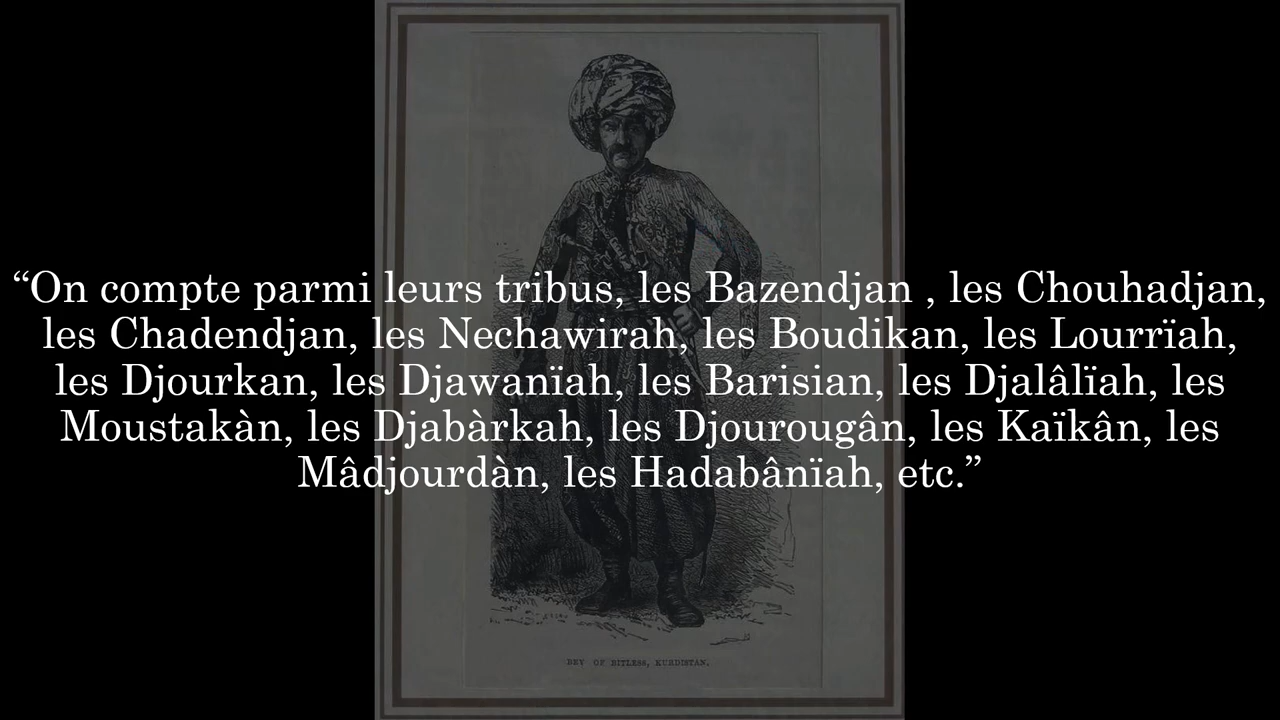 “On compte parmi leurs tribus, les Bazendjan , les Chouhadjan,
les Chadendjan, les Nechawirah, les Boudikan, les Lourrïah,
les Djourkan, les Djawanïah, les Barisian, les Djalâlïah, les
Moustakàn, les Djabàrkah, les Djourougân, les Kaïkân, les
Mâdjourdàn, les Hadabânïah, etc.”
BEY OF BITLESS, KURDISTAN.